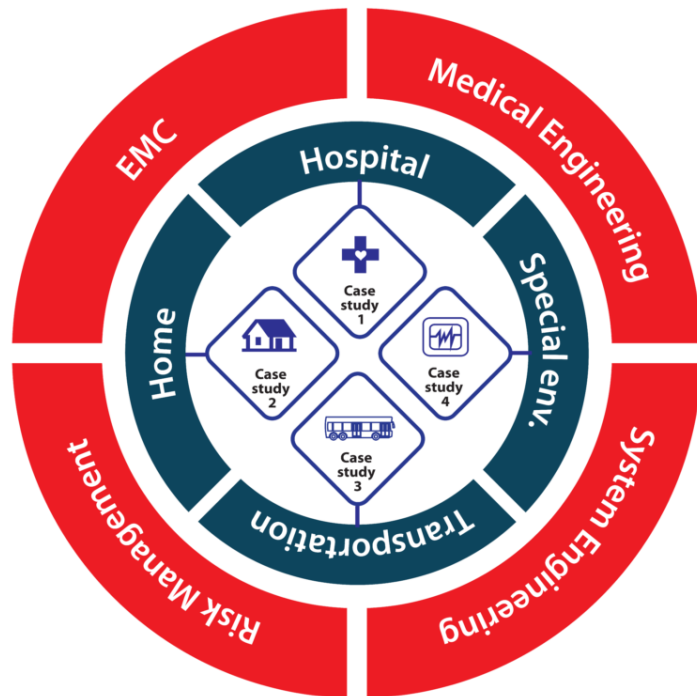 EMC
Medical Engineering
Hospital
Home
Special env.
Case
study
1
Case
study
2
Case
study
4
Case
study
3
Transportation
Risk Management
System Engineering